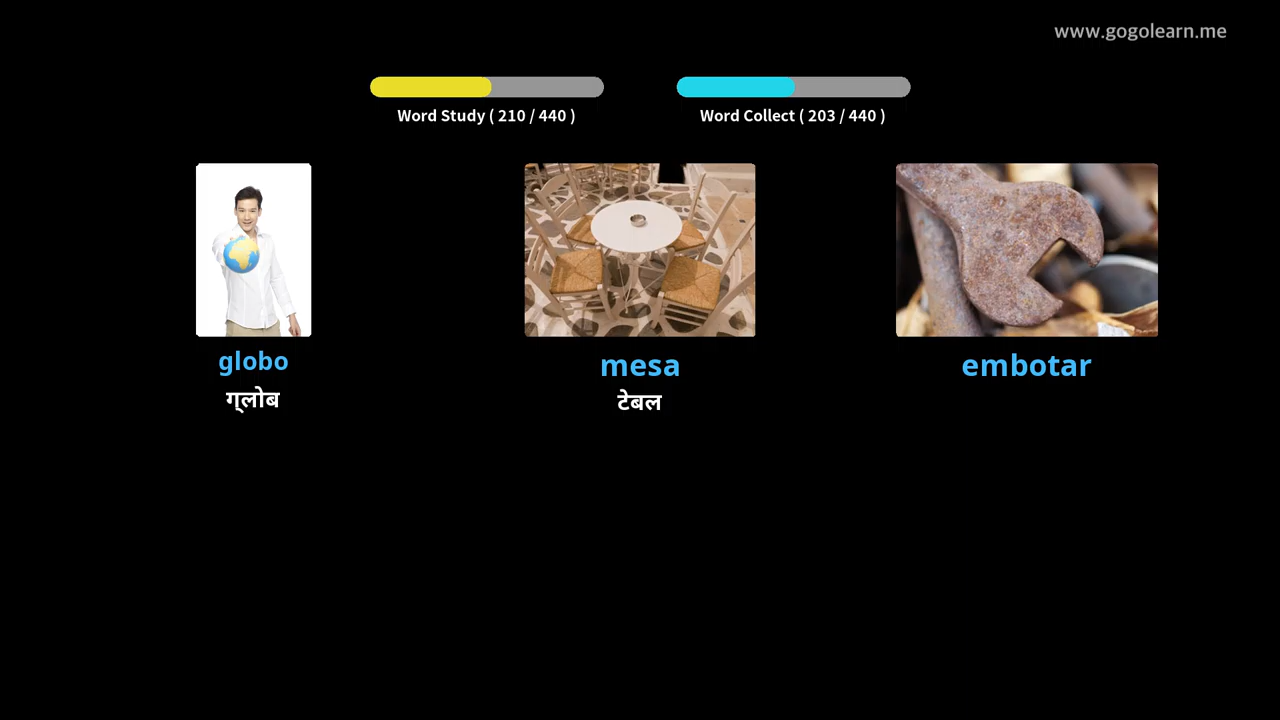 www.gogolearn.me
Word Study ( 210 / 440 )
Word Collect ( 203 / 440 )
globo
mesa
embotar
ग्लोब
टेबल